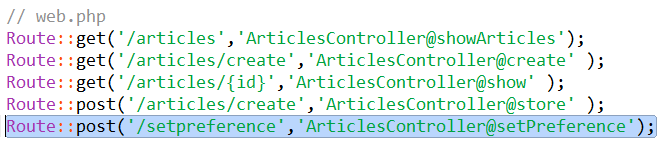 // web.php
Route::get('/articles','ArticlesController@showArticles');
Route::get('/articles/create','ArticlesController@create' );
Route::get('/articles/{id}','ArticlesController@show' );
Route::post('/articles/create','ArticlesController@store' );
Route::post('/setpreference','ArticlesController@setPreference');